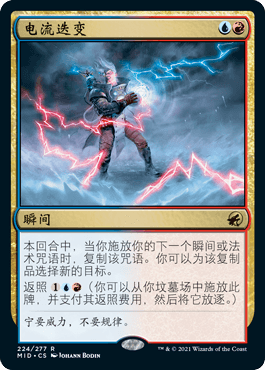 电流迭变
瞬间
本回合中，当你施放你的下一个瞬间或法
术咒语时，复制该咒语。你可以为该复制
品选择新的目标。
返照 1（你可以从你坟墓场中施放此
牌，并支付其返照费用，然后将它放逐。）
宁要威力，不要规律。
224/277 R
MID • CS Johann Bodin
™ & © 2021 Wizards of the Coast